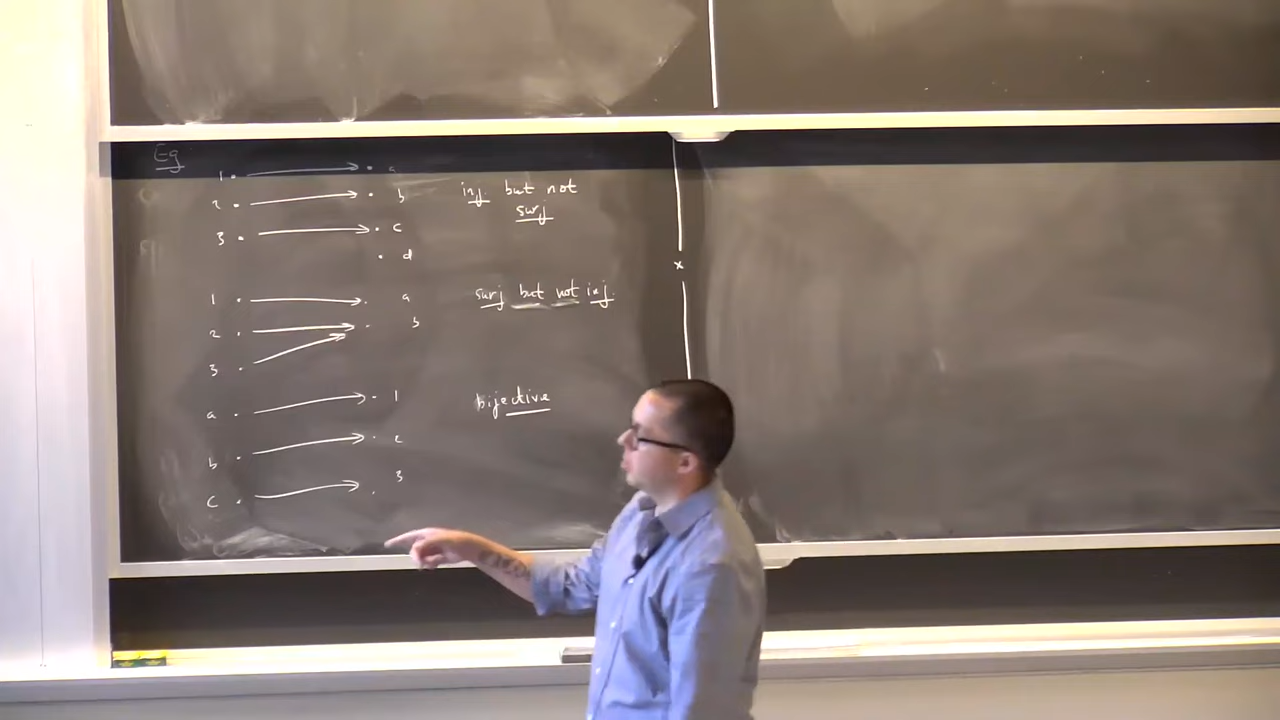 Eg
1 a
2 b inj. but not
surj
3 c
d
1 a surj but not inj.
2 b
3
a 1 bijective
b 2
c 3
x